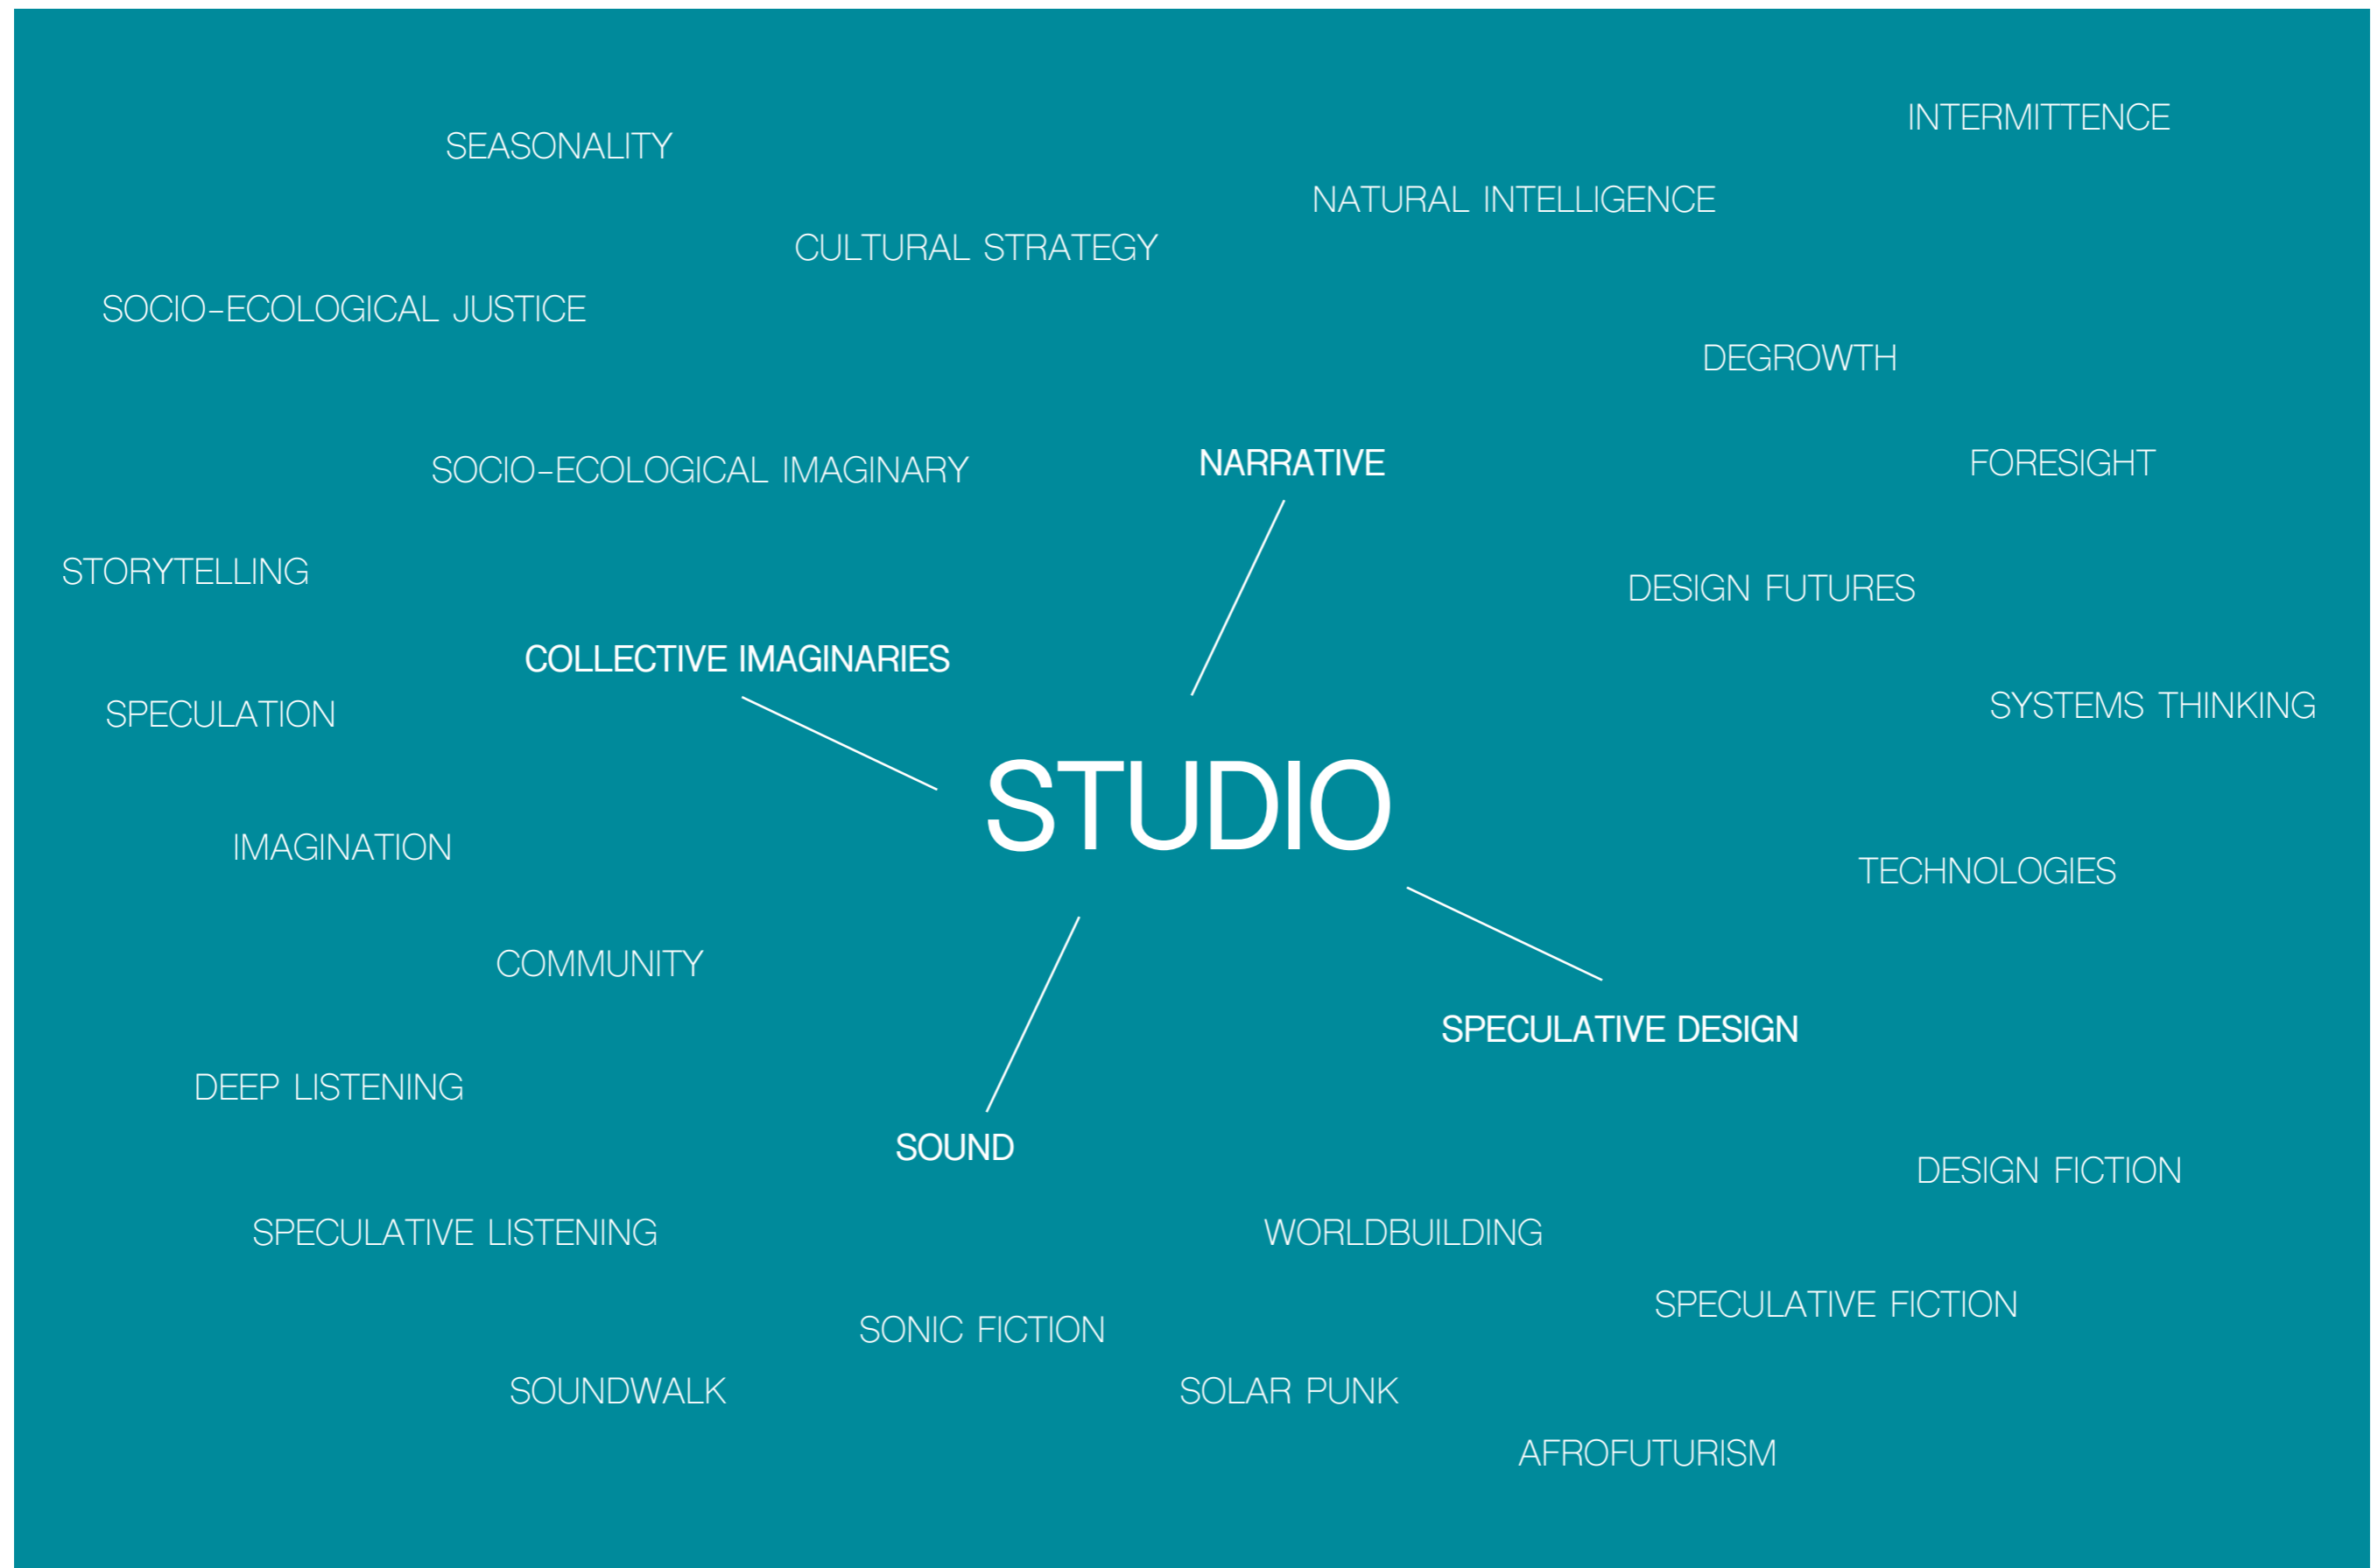 INTERMITTENCE
SEASONALITY
NATURAL INTELLIGENCE
CULTURAL STRATEGY
SOCIO-ECOLOGICAL JUSTICE
DEGROWTH
NARRATIVE
FORESIGHT
SOCIO-ECOLOGICAL IMAGINARY
STORYTELLING
DESIGN FUTURES
COLLECTIVE IMAGINARIES
SYSTEMS THINKING
SPECULATION
STUDIO
IMAGINATION
TECHNOLOGIES
COMMUNITY
SPECULATIVE DESIGN
DEEP LISTENING
SOUND
DESIGN FICTION
SPECULATIVE LISTENING
WORLDBUILDING
SPECULATIVE FICTION
SONIC FICTION
SOUNDWALK
SOLAR PUNK
AFROFUTURISM